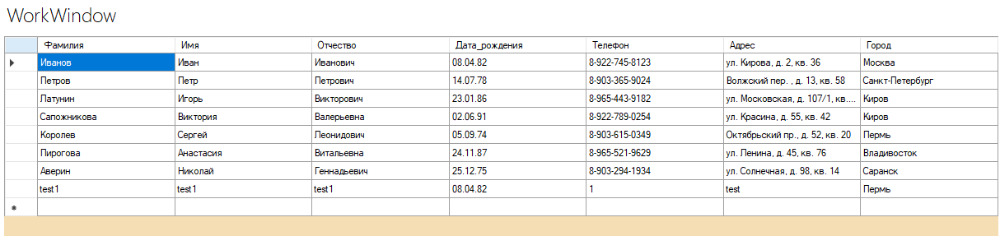 WorkWindow
Фамилия Имя Отчество Дата_рождения Телефон Адрес Город
Иванов Иван Иванович 08.04.82 8-922-745-8123 ул. Кирова, д. 2, кв. 36 Москва
Петров Петр Петрович 14.07.78 8-903-365-9024 Волжский пер. , д. 13, кв. 58 Санкт-Петербург
Латунин Игорь Викторович 23.01.86 8-965-443-9182 ул. Московская, д. 107/1, кв.... Киров
Сапожникова Виктория Валерьевна 02.06.91 8-922-789-0254 ул. Красина, д. 55, кв. 42 Киров
Королев Сергей Леонидович 05.09.74 8-903-615-0349 Октябрьский пр., д. 52, кв. 20 Пермь
Пирогова Анастасия Витальевна 24.11.87 8-965-521-9629 ул. Ленина, д. 45, кв. 76 Владивосток
Аверин Николай Геннадьевич 25.12.75 8-903-294-1934 ул. Солнечная, д. 98, кв. 14 Саранск
test1 test1 test1 08.04.82 1 test Пермь